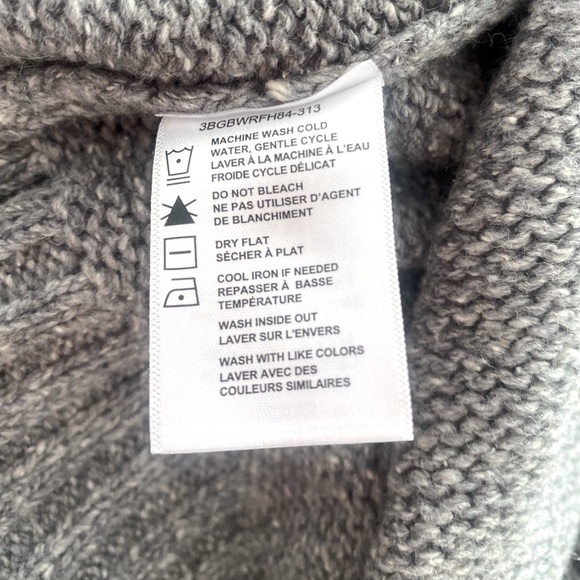 3BGBWRFH84-313
MACHINE WASH COLD
WATER, GENTLE CYCLE
LAVER À LA MACHINE À L'EAU
FROIDE CYCLE DÉLICAT
DO NOT BLEACH
NE PAS UTILISER D'AGENT
DE BLANCHIMENT
DRY FLAT
SÉCHER À PLAT
COOL IRON IF NEEDED
REPASSER À BASSE
TEMPÉRATURE
WASH INSIDE OUT
LAVER SUR L'ENVERS
WASH WITH LIKE COLORS
LAVER AVEC DES
COULEURS SIMILAIRES